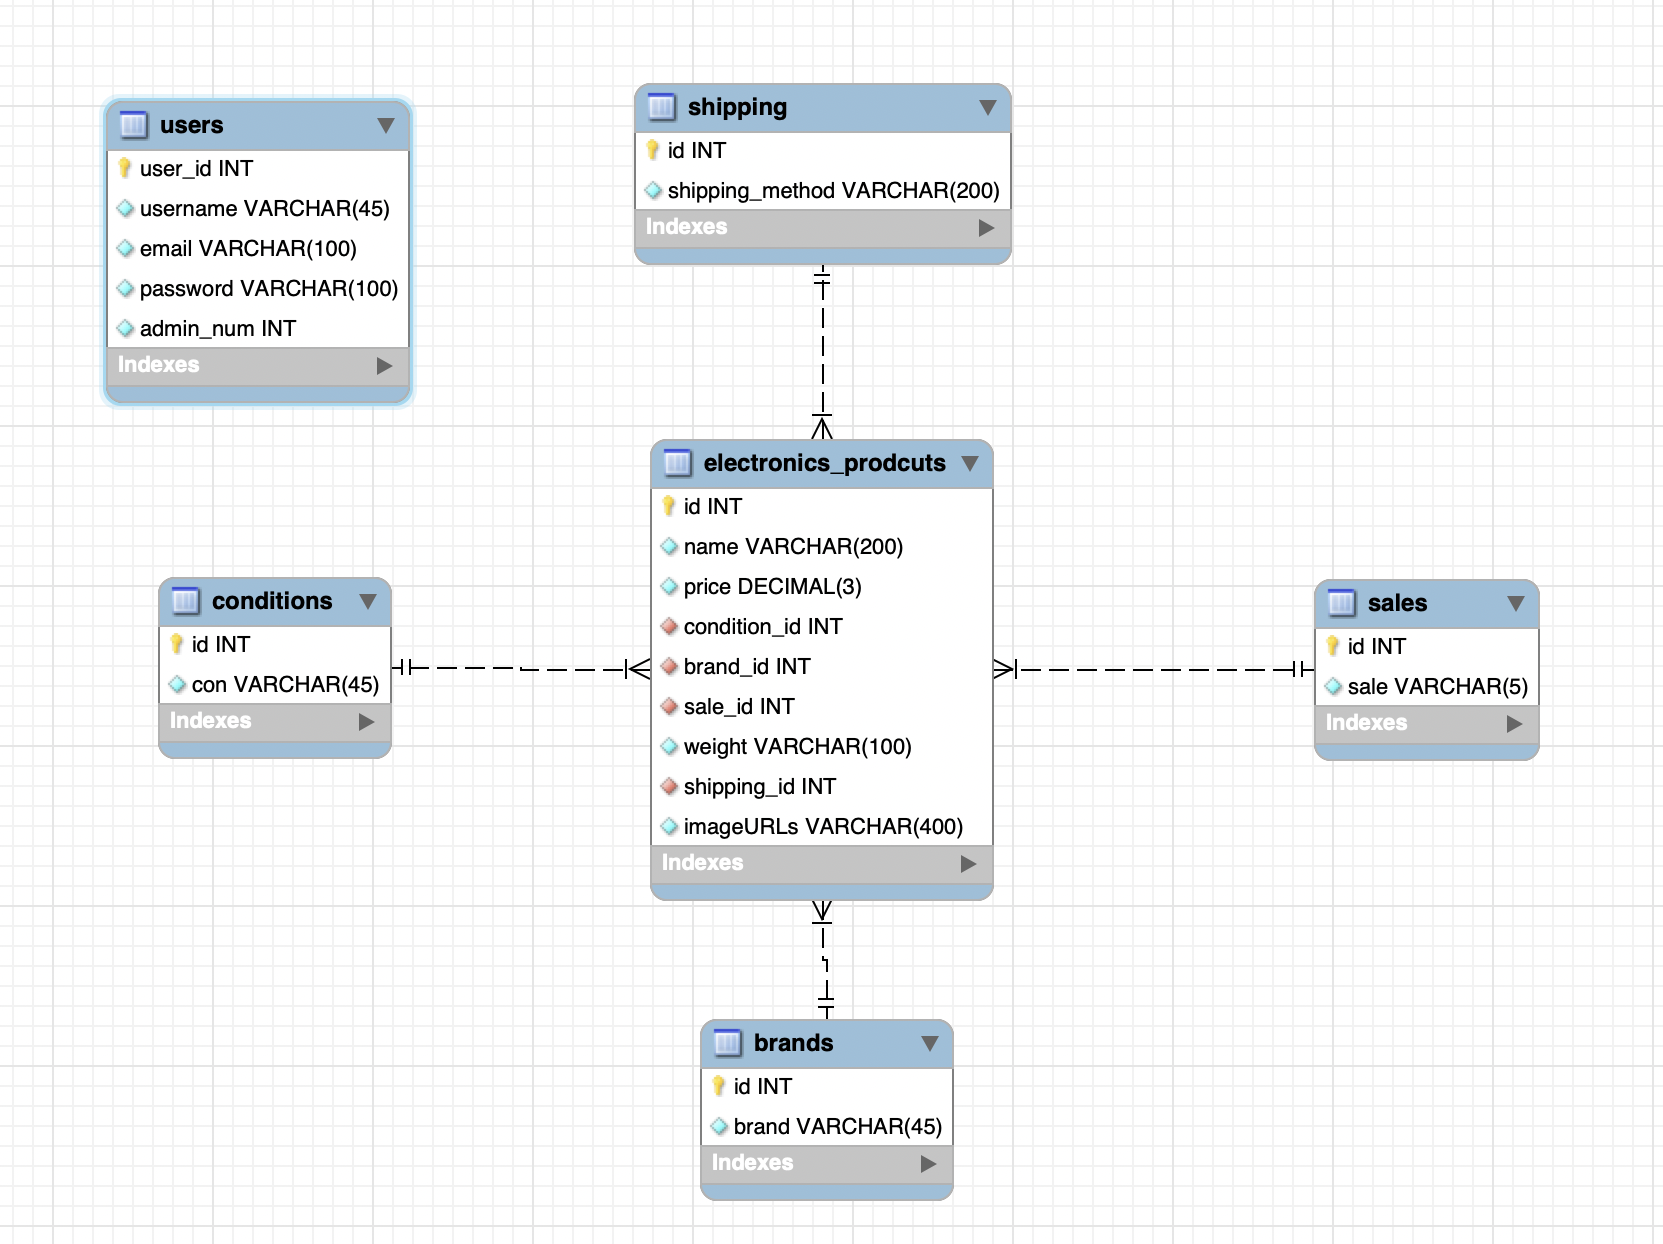 users
user_id INT
username VARCHAR(45)
email VARCHAR(100)
password VARCHAR(100)
admin_num INT
Indexes
shipping
id INT
shipping_method VARCHAR(200)
Indexes
electronics_prodcuts
id INT
name VARCHAR(200)
price DECIMAL(3)
condition_id INT
brand_id INT
sale_id INT
weight VARCHAR(100)
shipping_id INT
imageURLs VARCHAR(400)
Indexes
conditions
id INT
con VARCHAR(45)
Indexes
sales
id INT
sale VARCHAR(5)
Indexes
brands
id INT
brand VARCHAR(45)
Indexes